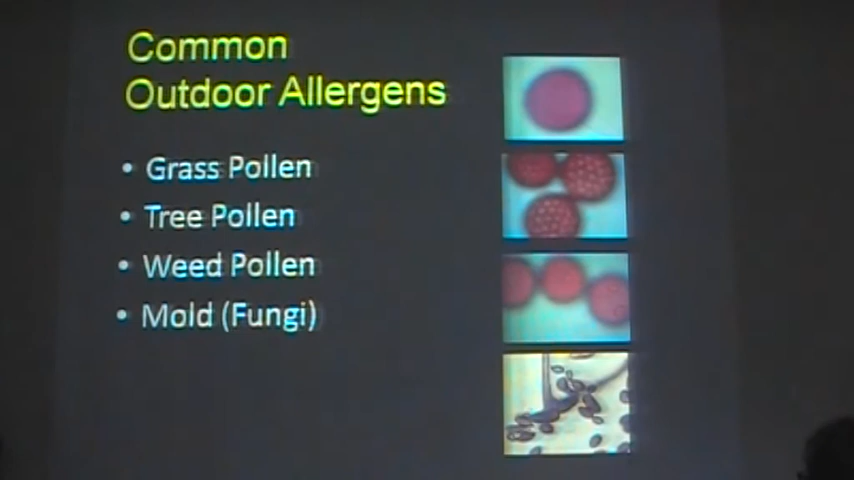 Common
Outdoor Allergens
• Grass Pollen
• Tree Pollen
• Weed Pollen
• Mold (Fungi)